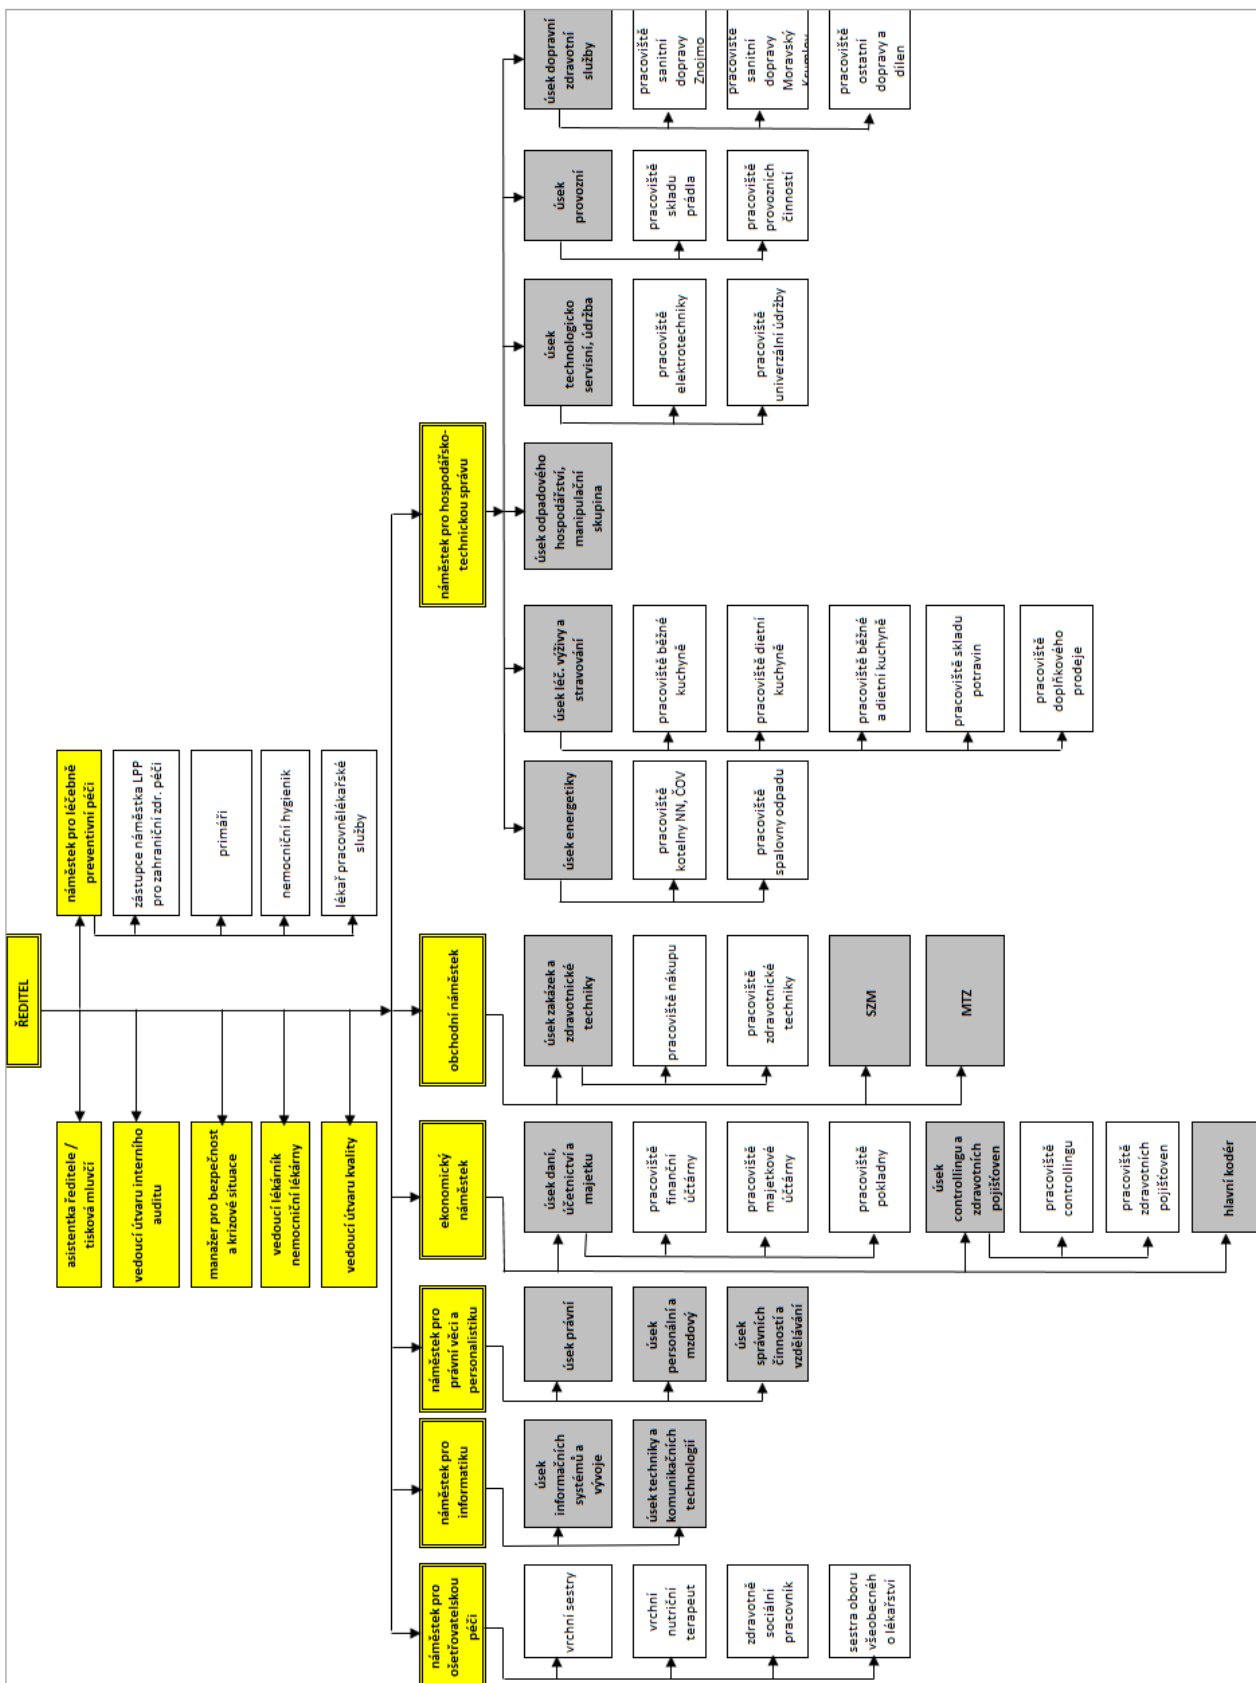 ŘEDITEL
asistentka ředitele /
tisková mluvčí
vedoucí útvaru interního
auditu
manažer pro bezpečnost
a krizové situace
vedoucí lékárník
nemocniční lékárny
vedoucí útvaru kvality
náměstek pro léčebně
preventivní péči
zástupce náměstka LPP
pro zahraniční zdr. péči
primáři
nemocniční hygienik
lékař pracovnělékařské
služby
náměstek pro
ošetřovatelskou
péči
vrchní sestry
vrchní
nutriční
terapeut
zdravotně
sociální
pracovník
sestra oboru
všeobecnéh
o lékařství
náměstek pro
informatiku
úsek
informačních
systémů a
vývoje
úsek techniky a
komunikačních
technologií
náměstek pro
právní věci a
personalistiku
úsek právní
úsek
personální a
mzdový
úsek
správních
činností a
vzdělávání
ekonomický
náměstek
úsek daní,
účetnictví a
majetku
pracoviště
finanční
účtárny
pracoviště
majetkové
účtárny
pracoviště
pokladny
úsek
controllingu a
zdravotních
pojišťoven
pracoviště
controllingu
pracoviště
zdravotních
pojišťoven
hlavní kodér
obchodní náměstek
úsek zakázek a
zdravotnické
techniky
pracoviště nákupu
pracoviště
zdravotnické
techniky
SZM
MTZ
náměstek pro hospodářsko-
technickou správu
úsek energetiky
pracoviště
kotelny NN, ČOV
pracoviště
spalovny odpadu
úsek léč. výživy a
stravování
pracoviště běžné
kuchyně
pracoviště dietní
kuchyně
pracoviště běžné
a dietní kuchyně
pracoviště skladu
potravin
pracoviště
doplňkového
prodeje
úsek odpadového
hospodářství,
manipulační
skupina
úsek
technologicko
servisní, údržba
pracoviště
elektrotechniky
pracoviště
univerzální údržby
úsek
provozní
pracoviště
skladu
prádla
pracoviště
provozních
činností
úsek dopravní
zdravotní
služby
pracoviště
sanitní
dopravy
Znojmo
pracoviště
sanitní
dopravy
Moravský
Krumlov
pracoviště
ostatní
dopravy a
dílen